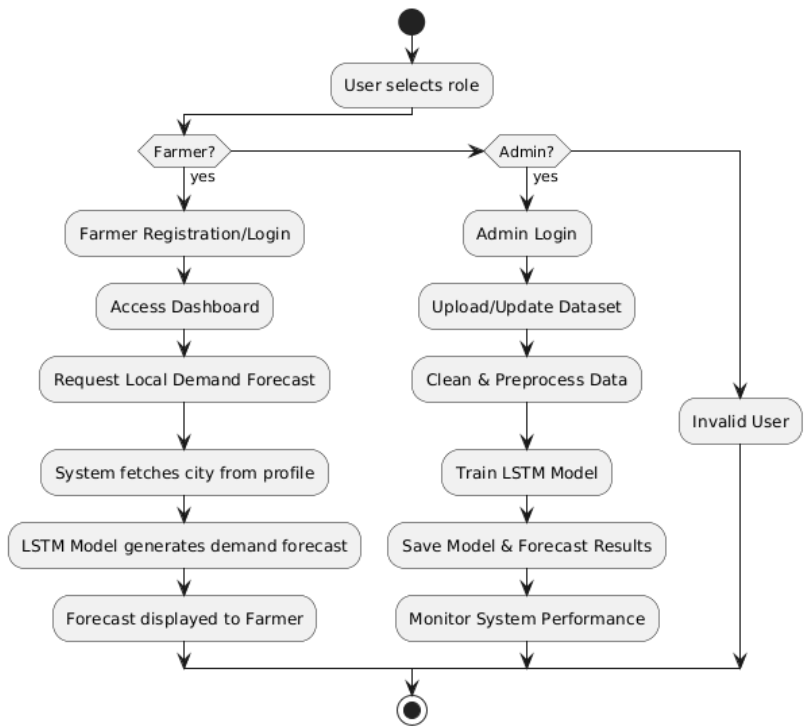 User selects role
Farmer?
yes
Farmer Registration/Login
Access Dashboard
Request Local Demand Forecast
System fetches city from profile
LSTM Model generates demand forecast
Forecast displayed to Farmer
Admin?
yes
Admin Login
Upload/Update Dataset
Clean & Preprocess Data
Train LSTM Model
Save Model & Forecast Results
Monitor System Performance
Invalid User